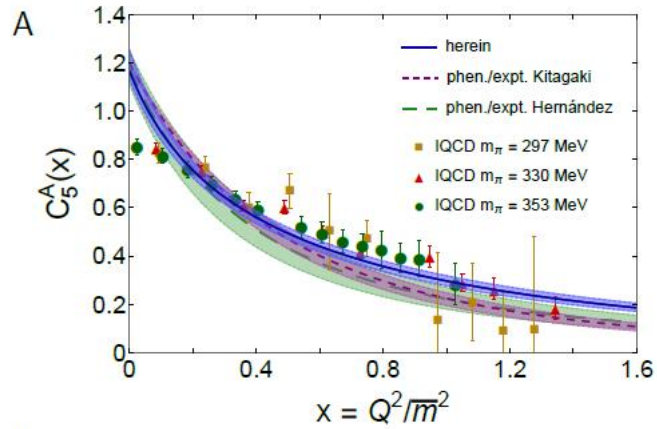 A
herein
phen./expt. Kitagaki
phen./expt. Hernández
lQCD mπ = 297 MeV
lQCD mπ = 330 MeV
lQCD mπ = 353 MeV
C5A(x)
1.4
1.2
1.0
0.8
0.6
0.4
0.2
0
0 0.4 0.8 1.2 1.6
x = Q²/m̅²